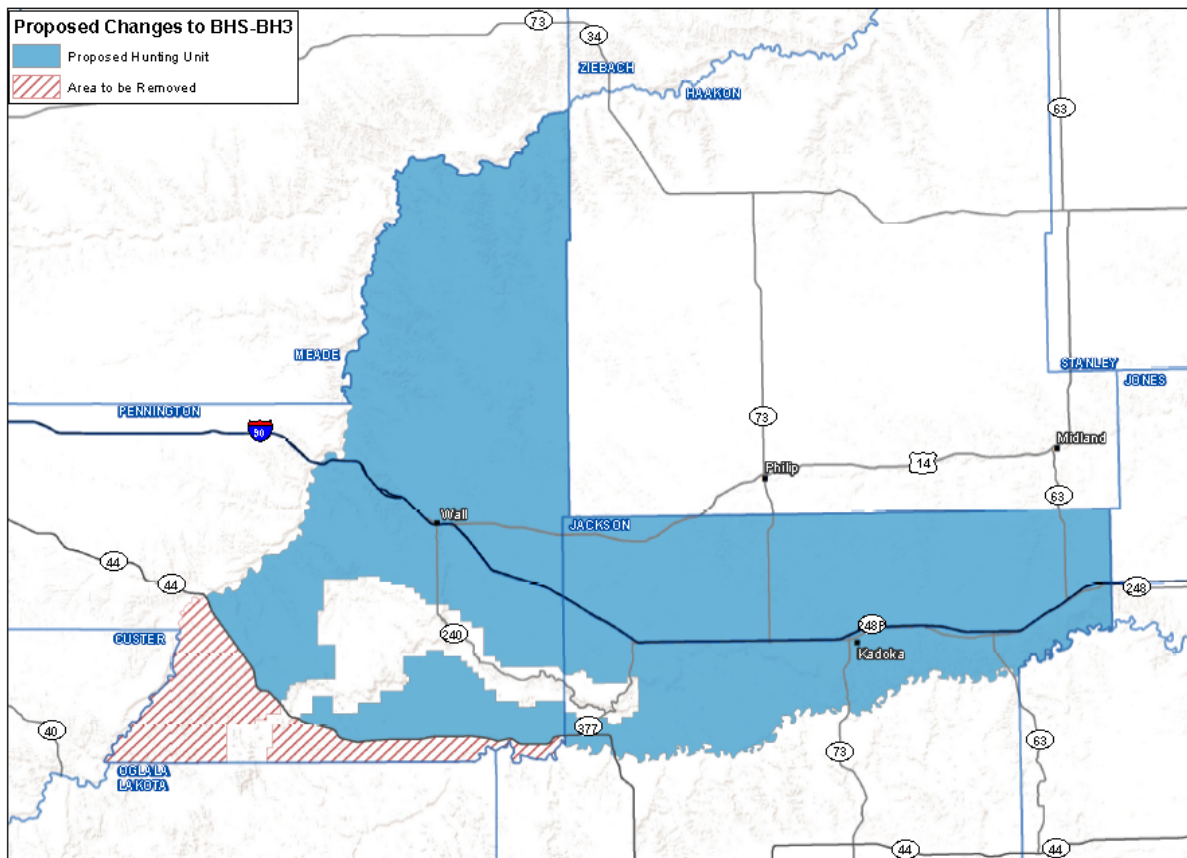 Proposed Changes to BHS-BH3
Proposed Hunting Unit
Area to be Removed
73
34
ZIEBACH
HAAKON
63
MEADE
PENNINGTON
90
STANLEY
JONES
73
Midland
14
Philip
63
Wall
JACKSON
44
44
248
CUSTER
240
248B
Kadoka
40
377
73
63
OGLALA
LAKOTA
44
44